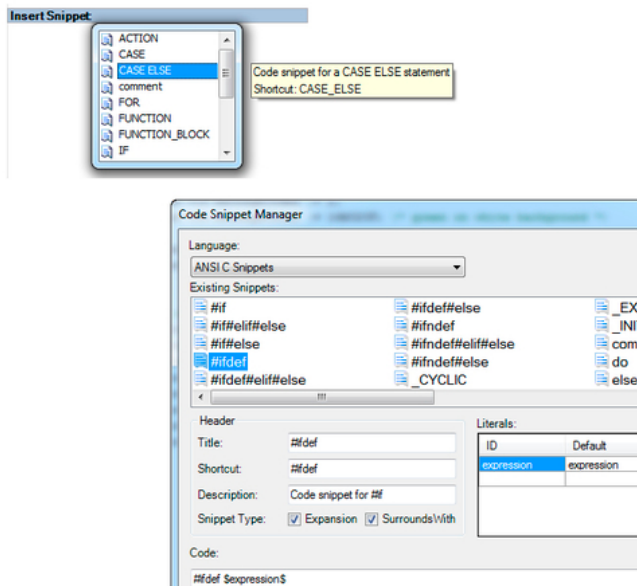 Insert Snippet
ACTION
CASE
CASE ELSE
comment
FOR
FUNCTION
FUNCTION_BLOCK
IF
Code snippet for a CASE ELSE statement
Shortcut: CASE_ELSE
Code Snippet Manager
Language:
ANSI C Snippets
Existing Snippets:
#if #ifdef#else _EX
#if#elif#else #ifndef _INI
#if#else #ifndef#elif#else com
#ifdef #ifndef#else do
#ifdef#elif#else _CYCLIC else
Header
Literals:
Title: #ifdef
ID Default
Shortcut: #ifdef
expression expression
Description: Code snippet for #if
Snippet Type: Expansion SurroundsWith
Code:
#ifdef $expression$